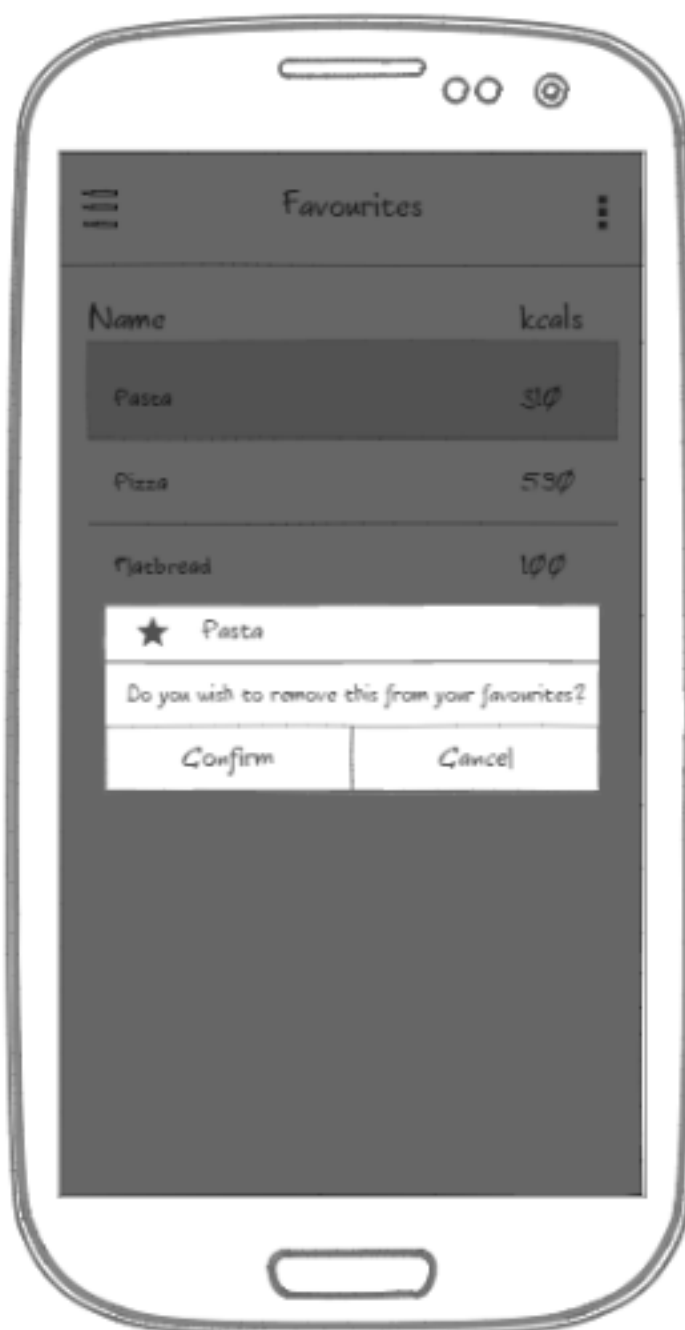 Favourites
Name kcals
Pasta 310
Pizza 530
Flatbread 100
Pasta
Do you wish to remove this from your favourites?
Confirm Cancel